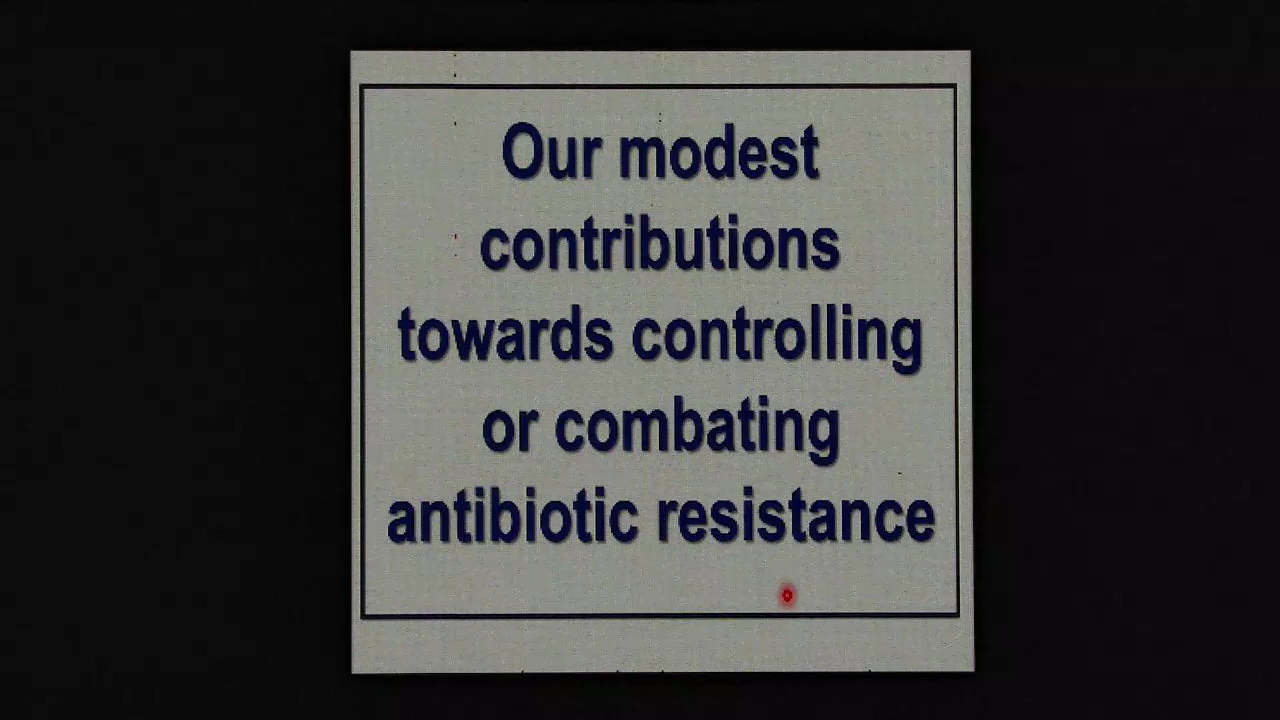 Our modest
contributions
towards controlling
or combating
antibiotic resistance